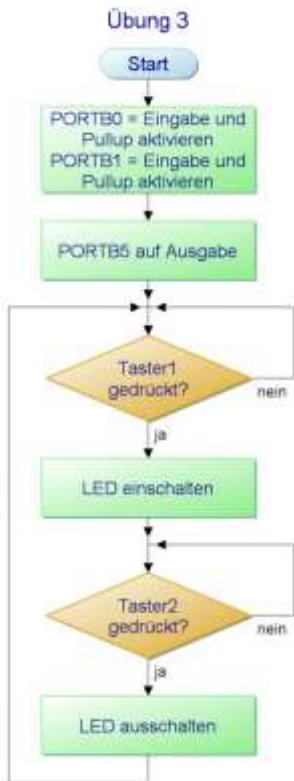 Übung 3
Start
PORTB0 = Eingabe und
Pullup aktivieren
PORTB1 = Eingabe und
Pullup aktivieren
PORTB5 auf Ausgabe
Taster1
gedrückt?
nein
ja
LED einschalten
Taster2
gedrückt?
nein
ja
LED ausschalten